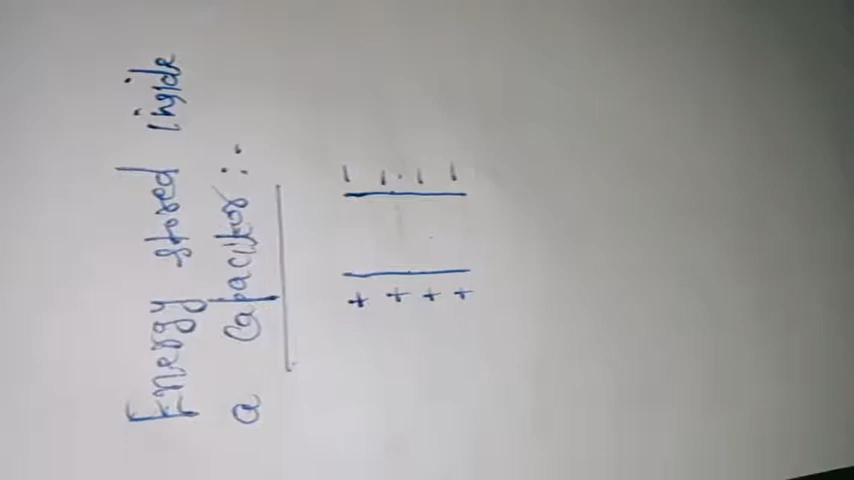 Energy stored inside
a capacitor :-
+ + + +
- - - -